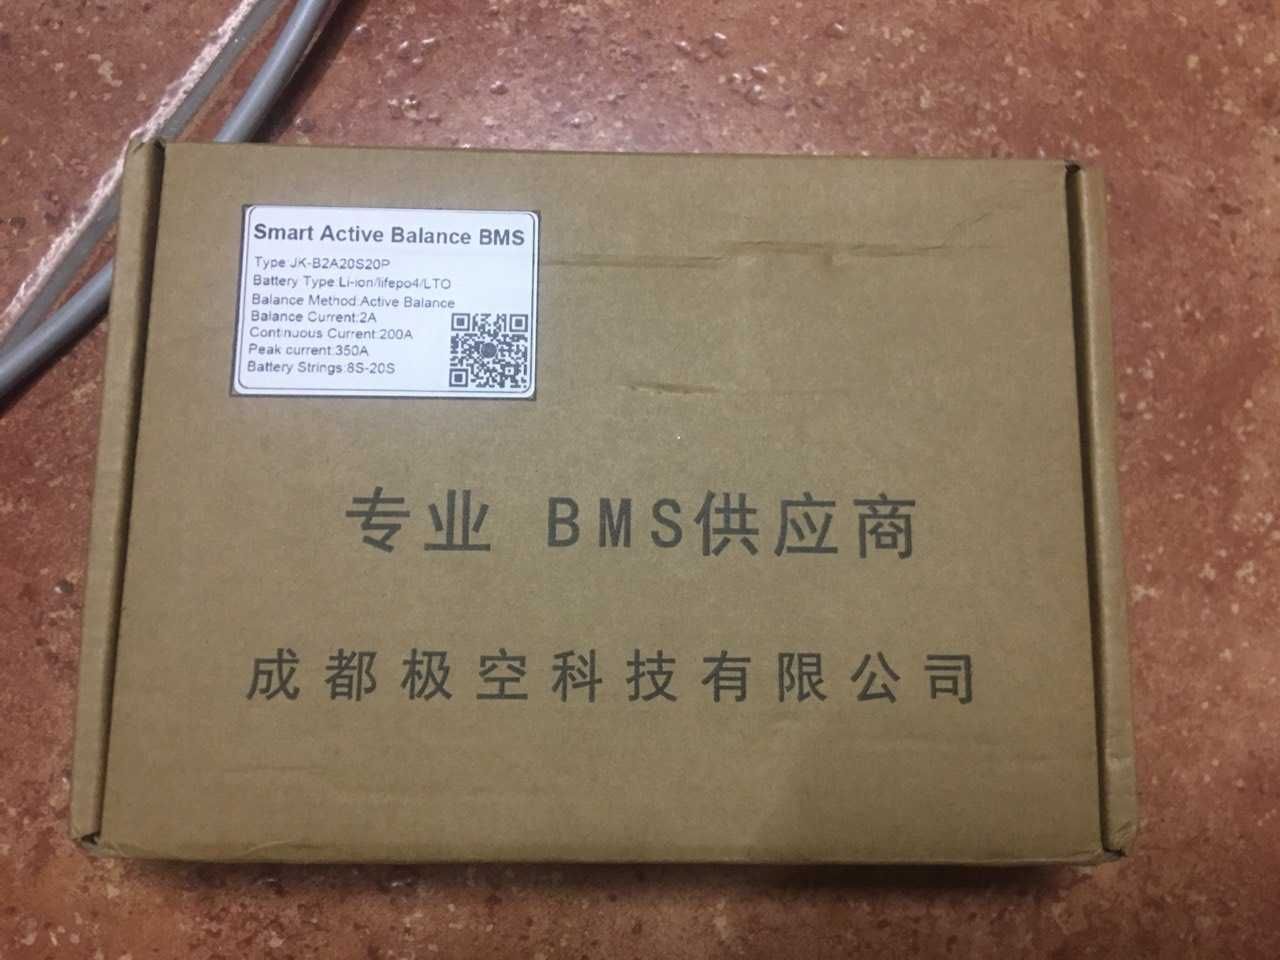 Smart Active Balance BMS
Type:JK-B2A20S20P
Battery Type:Li-ion/lifepo4/LTO
Balance Method:Active Balance
Balance Current:2A
Continuous Current:200A
Peak current:350A
Battery Strings:8S-20S
专业 BMS供应商
成都极空科技有限公司